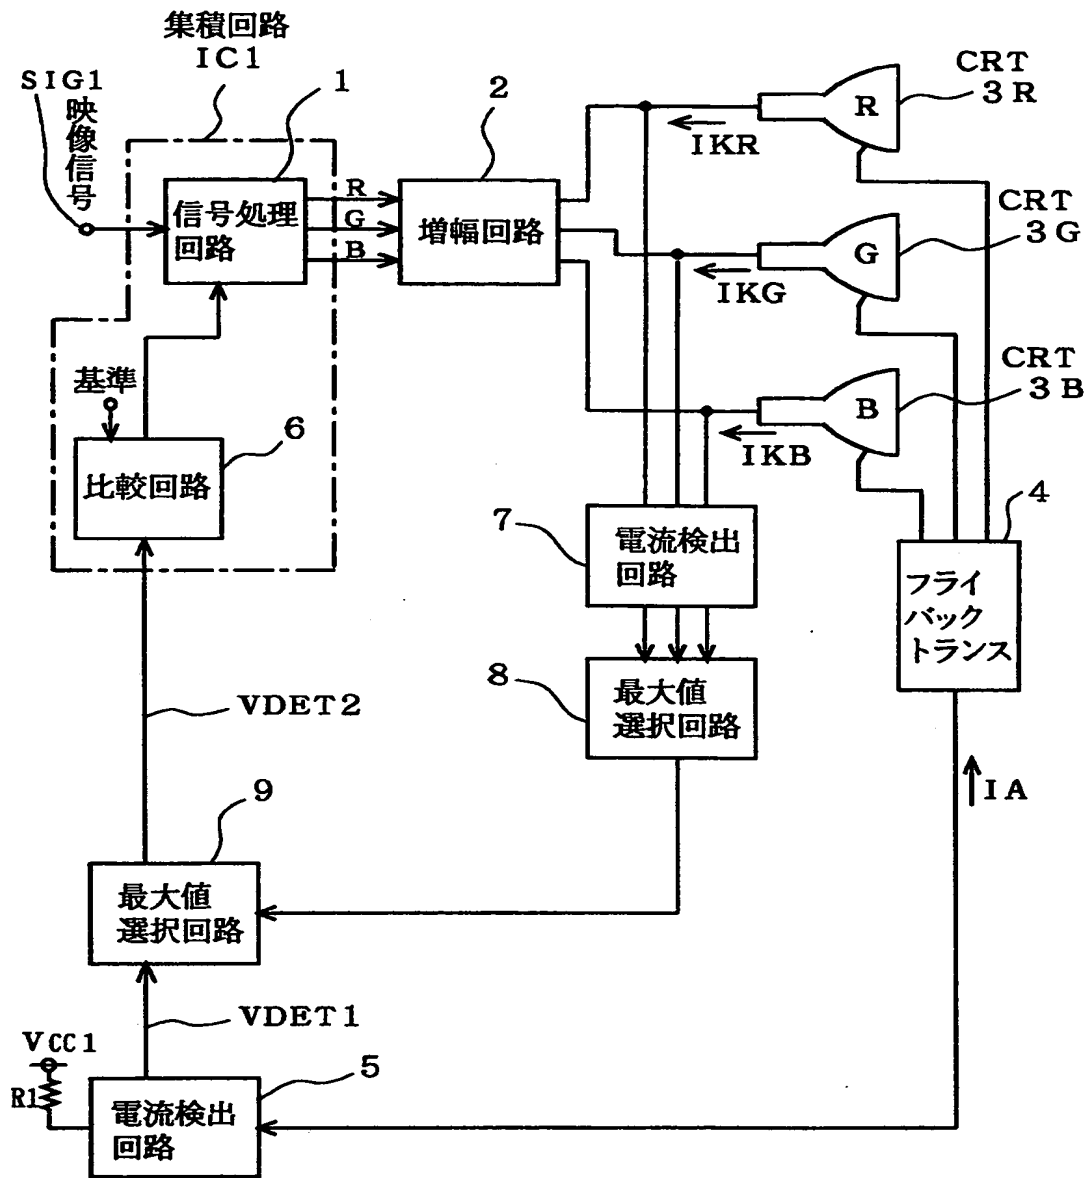 集積回路
IC1
SIG1
映像信号
1
2
CRT
3R
R
IKR
信号処理
回路
R
G
B
増幅回路
CRT
3G
G
IKG
基準
6
比較回路
CRT
3B
B
IKB
7
電流検出
回路
4
フライ
バック
トランス
8
最大値
選択回路
VDET2
IA
9
最大値
選択回路
VDET1
VCC1
R1
5
電流検出
回路